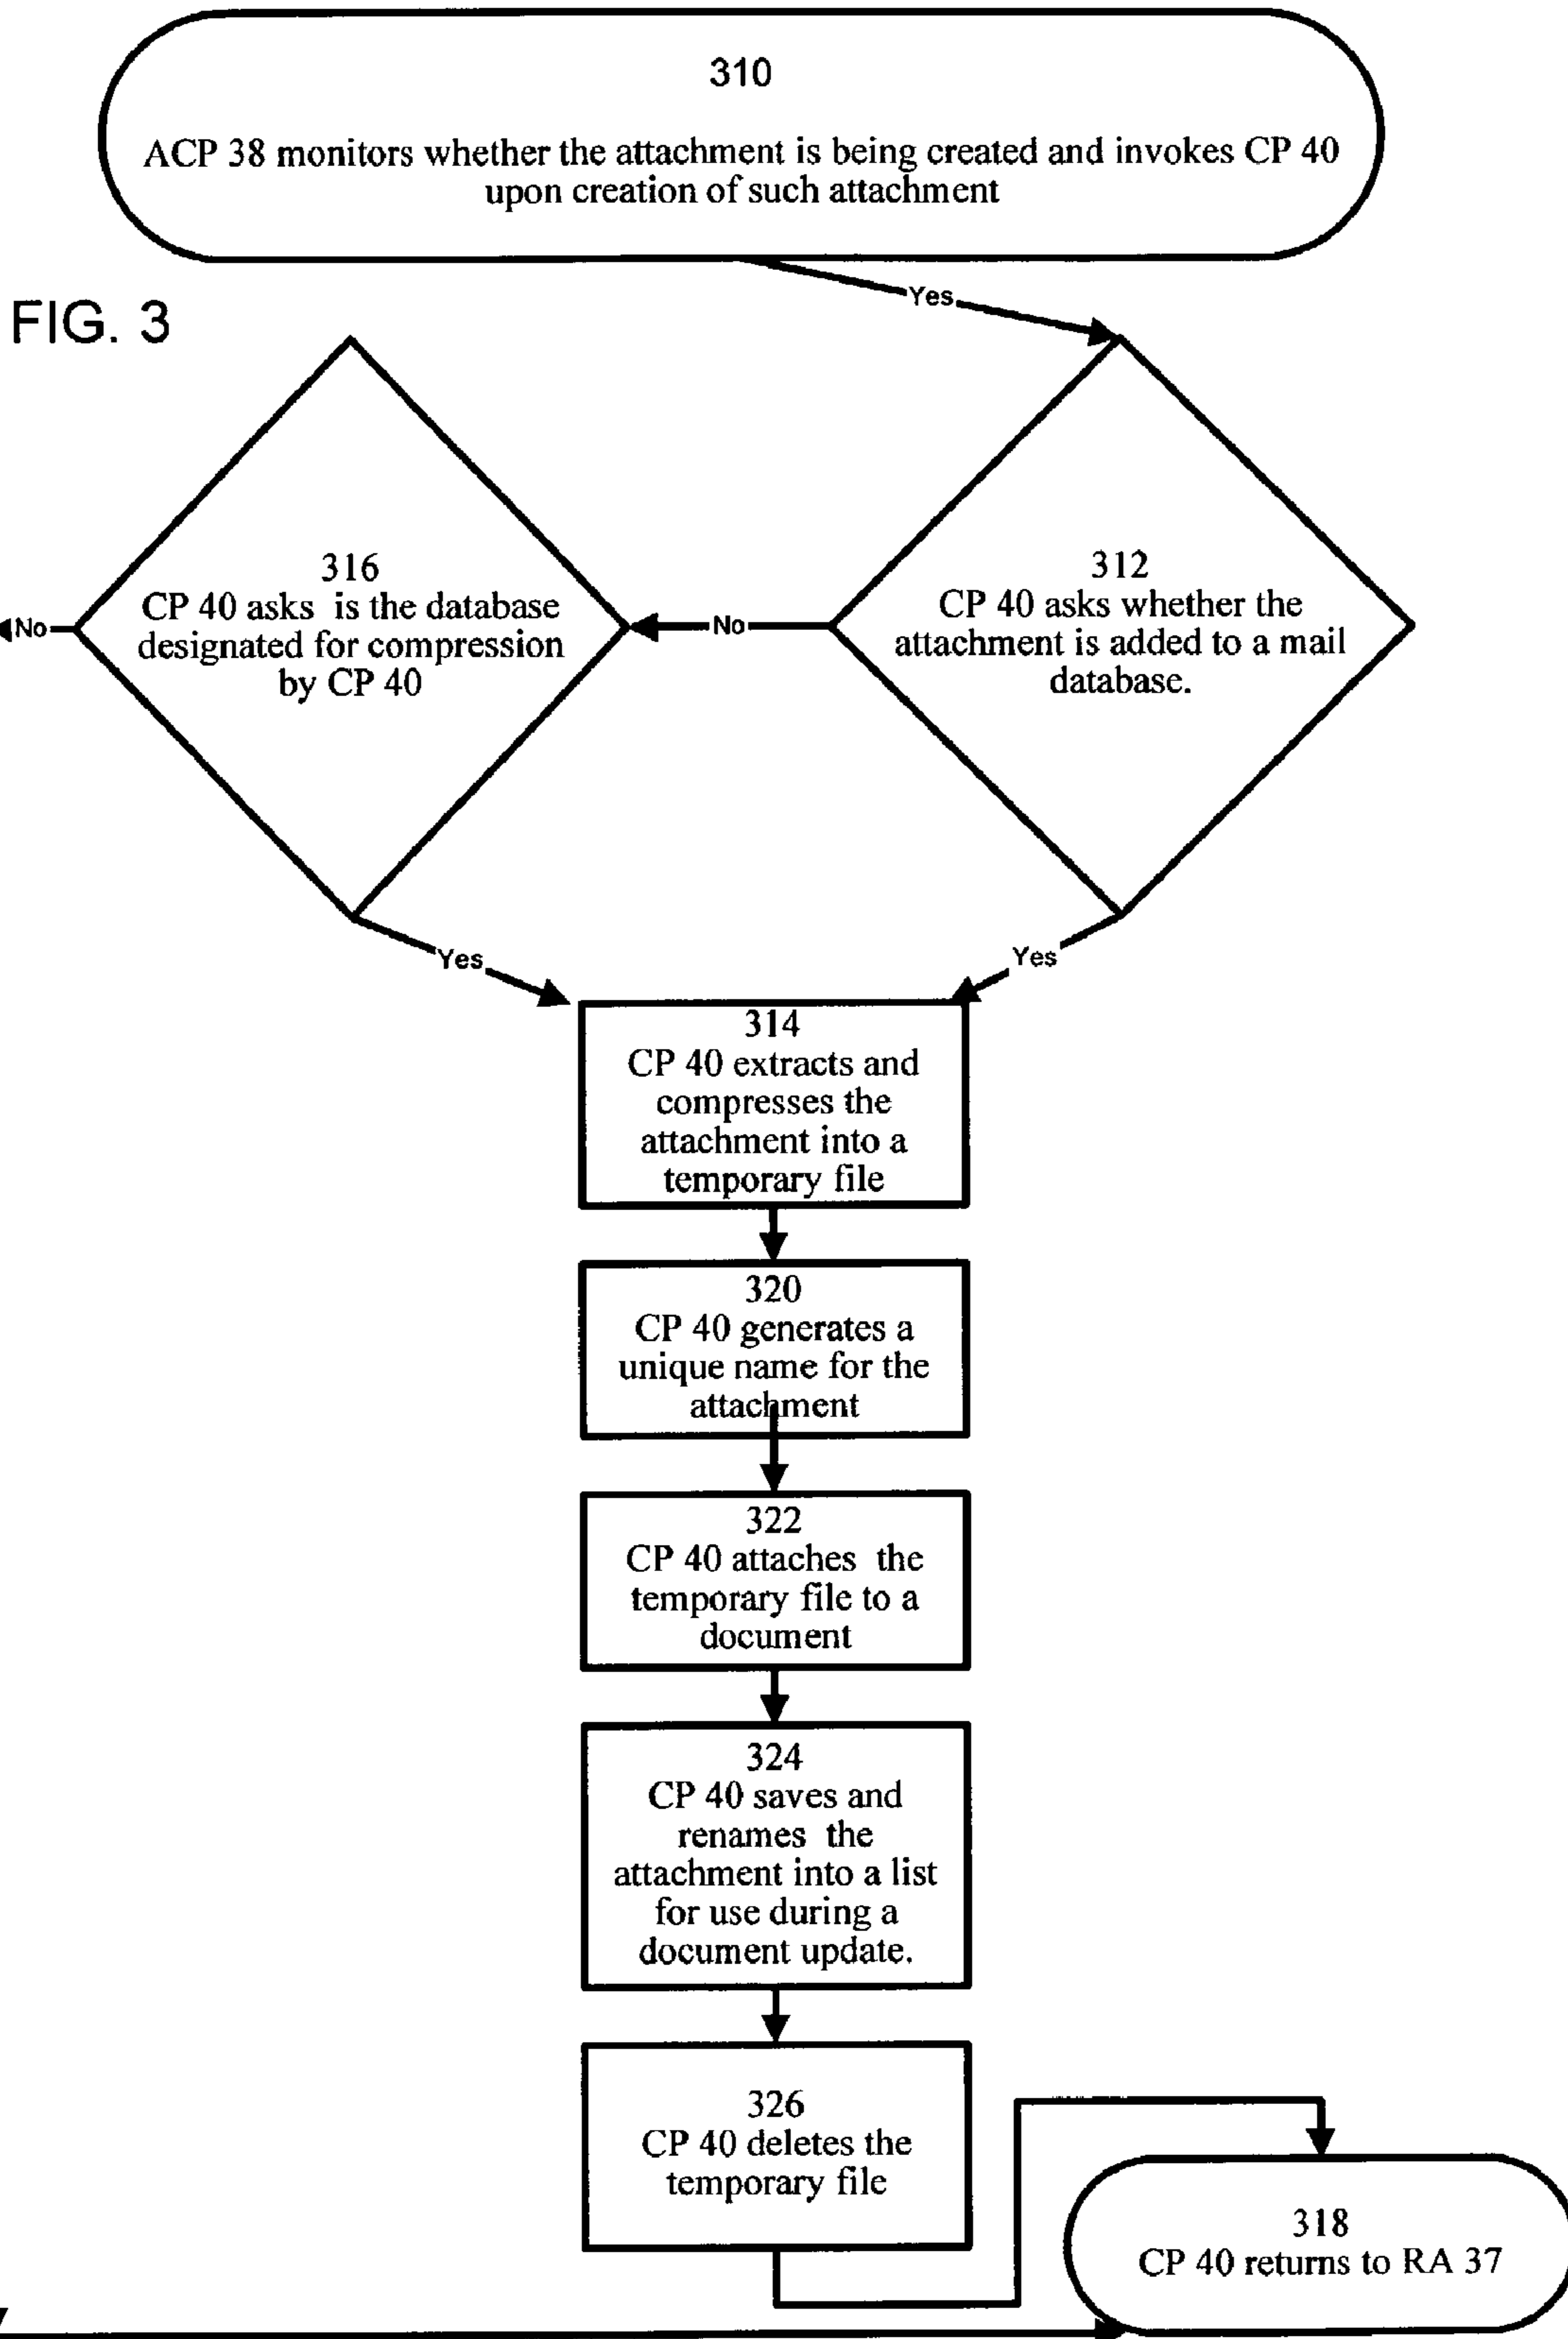 310
ACP 38 monitors whether the attachment is being created and invokes CP 40
upon creation of such attachment
Yes
FIG. 3
316
CP 40 asks is the database
designated for compression
by CP 40
No
No
312
CP 40 asks whether the
attachment is added to a mail
database.
Yes
Yes
314
CP 40 extracts and
compresses the
attachment into a
temporary file
320
CP 40 generates a
unique name for the
attachment
322
CP 40 attaches the
temporary file to a
document
324
CP 40 saves and
renames the
attachment into a list
for use during a
document update.
326
CP 40 deletes the
temporary file
318
CP 40 returns to RA 37